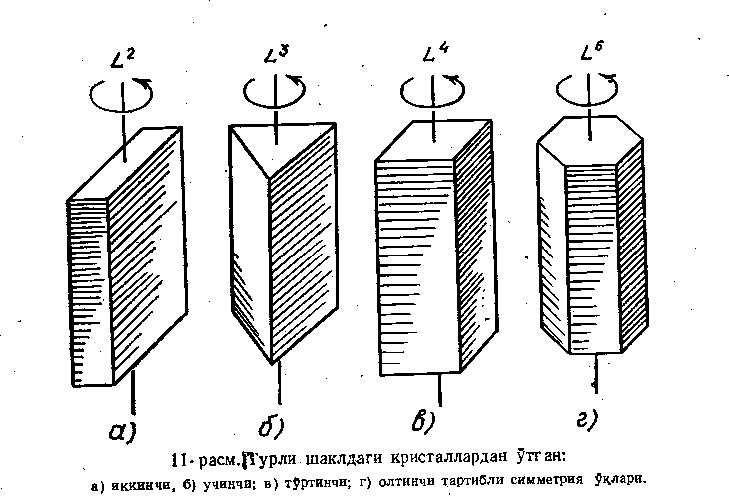 L² L³ L⁴ L⁶
а) б) в) г)
11-расм. Турли шаклдаги кристаллардан ўтган:
а) иккинчи, б) учинчи; в) тўртинчи; г) олтинчи тартибли симметрия ўқлари.